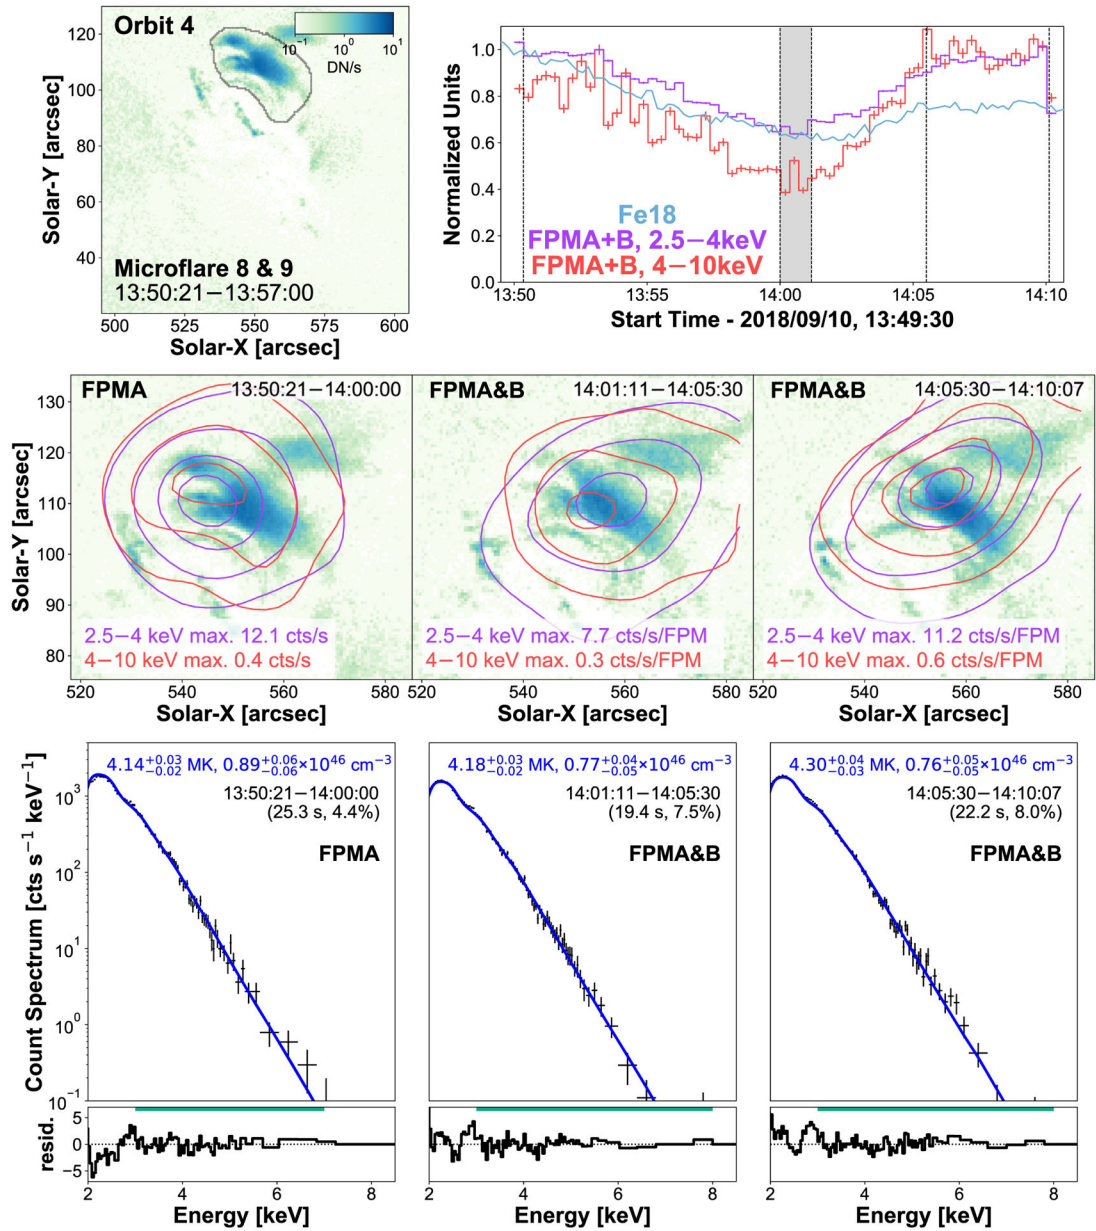 Orbit 4
10⁻¹ 10⁰ 10¹
DN/s
120
100
80
60
40
Solar-Y [arcsec]
Microflare 8 & 9
13:50:21−13:57:00
500 525 550 575 600
Solar-X [arcsec]
1.0
0.8
0.6
0.4
0.2
0.0
Normalized Units
Fe18
FPMA+B, 2.5−4keV
FPMA+B, 4−10keV
13:50 13:55 14:00 14:05 14:10
Start Time - 2018/09/10, 13:49:30
FPMA 13:50:21−14:00:00
FPMA&B 14:01:11−14:05:30
FPMA&B 14:05:30−14:10:07
130
120
110
100
90
80
Solar-Y [arcsec]
2.5−4 keV max. 12.1 cts/s
4−10 keV max. 0.4 cts/s
2.5−4 keV max. 7.7 cts/s/FPM
4−10 keV max. 0.3 cts/s/FPM
2.5−4 keV max. 11.2 cts/s/FPM
4−10 keV max. 0.6 cts/s/FPM
520 540 560 580
520 540 560 580
520 540 560 580
Solar-X [arcsec]
Solar-X [arcsec]
Solar-X [arcsec]
Count Spectrum [cts s⁻¹ keV⁻¹]
10³
10²
10¹
10⁰
10⁻¹
4.14 +0.03 −0.02 MK, 0.89 +0.06 −0.06 ×10⁴⁶ cm⁻³
13:50:21−14:00:00
(25.3 s, 4.4%)
FPMA
4.18 +0.03 −0.02 MK, 0.77 +0.04 −0.05 ×10⁴⁶ cm⁻³
14:01:11−14:05:30
(19.4 s, 7.5%)
FPMA&B
4.30 +0.04 −0.03 MK, 0.76 +0.05 −0.05 ×10⁴⁶ cm⁻³
14:05:30−14:10:07
(22.2 s, 8.0%)
FPMA&B
resid.
10
5
0
−5
2 4 6 8
2 4 6 8
2 4 6 8
Energy [keV]
Energy [keV]
Energy [keV]